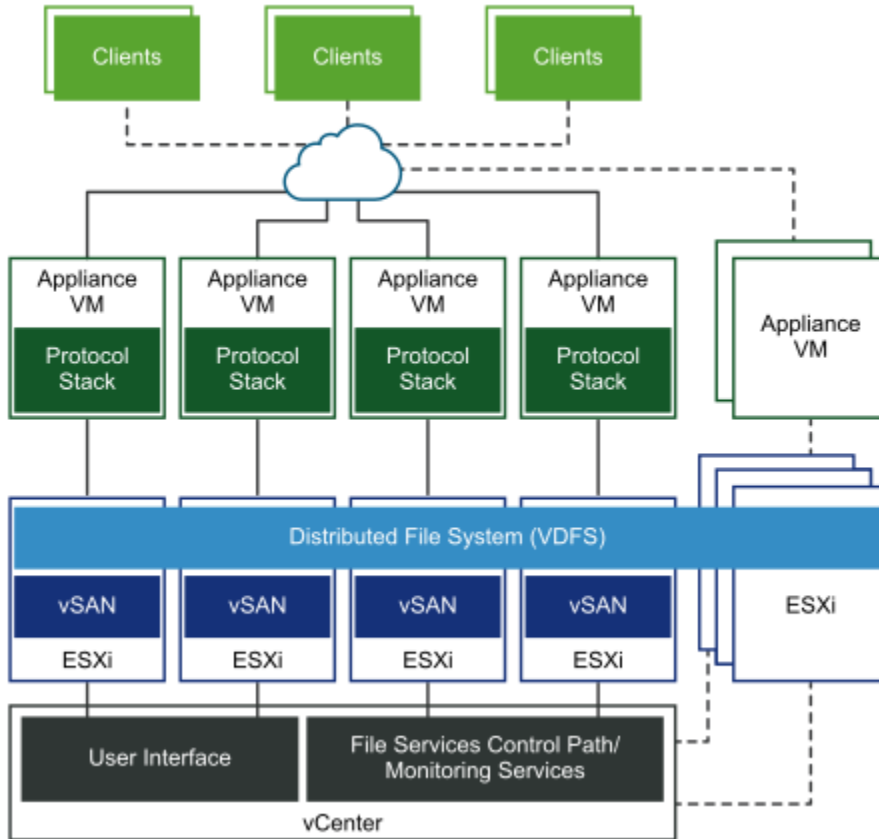 Clients
Clients
Clients
Appliance
VM
Protocol
Stack
Appliance
VM
Protocol
Stack
Appliance
VM
Protocol
Stack
Appliance
VM
Protocol
Stack
Appliance
VM
Distributed File System (VDFS)
vSAN
ESXi
vSAN
ESXi
vSAN
ESXi
vSAN
ESXi
ESXi
User Interface
File Services Control Path/
Monitoring Services
vCenter